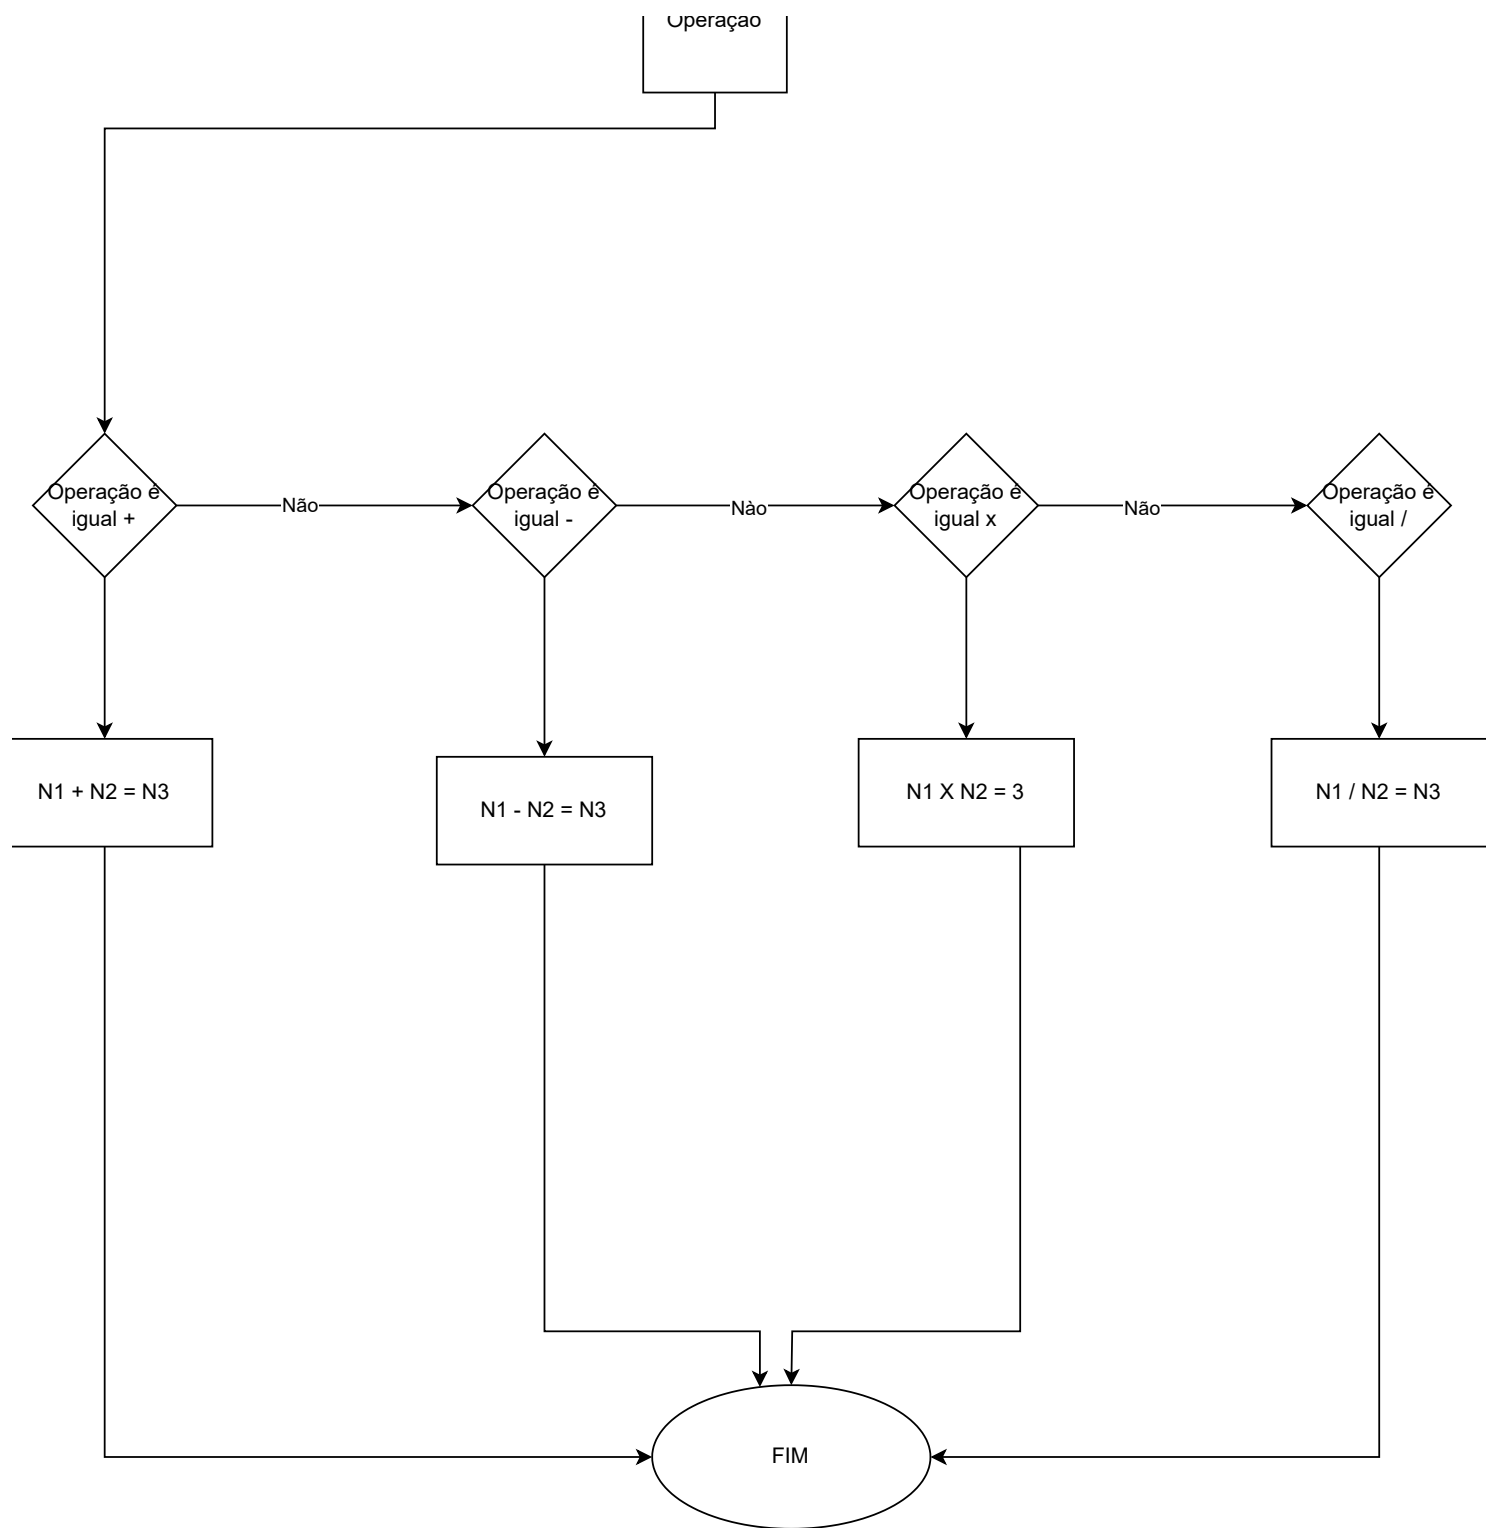 Operação
Operação é
igual +
Não
Operação é
igual -
Nào
Operação é
igual x
Não
Operação é
igual /
N1 + N2 = N3
N1 - N2 = N3
N1 X N2 = 3
N1 / N2 = N3
FIM